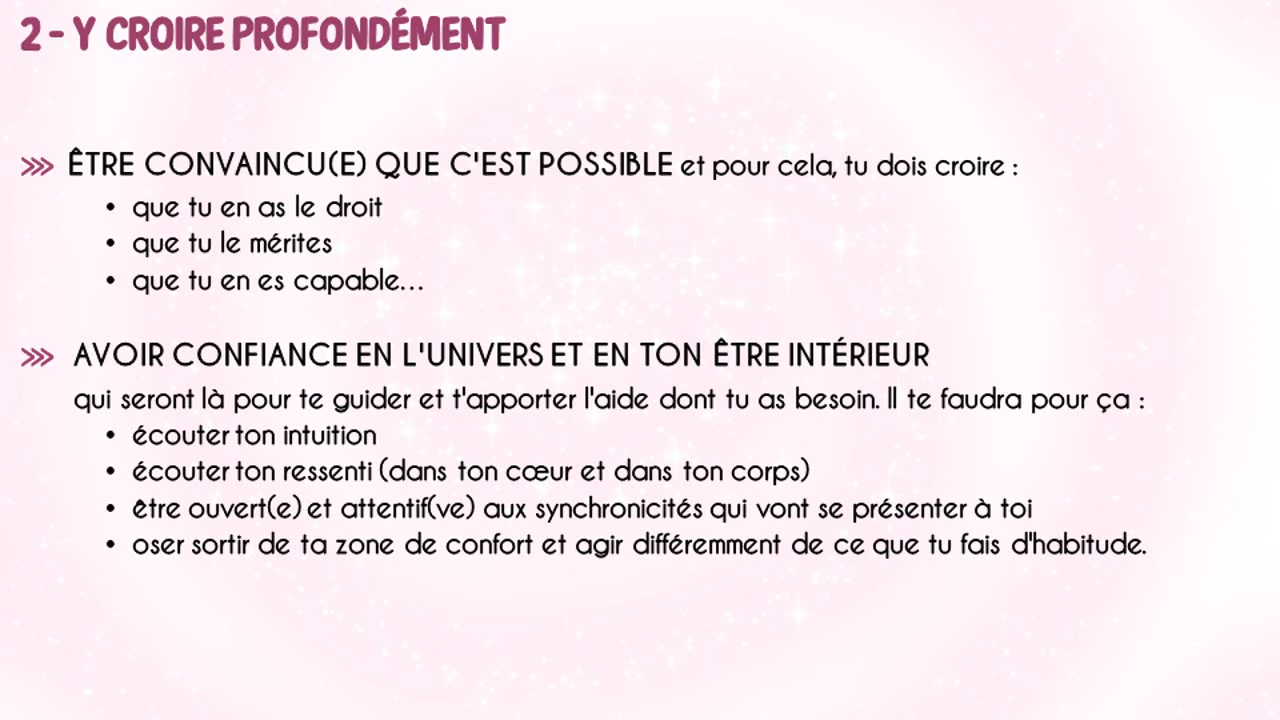 2 - Y CROIRE PROFONDÉMENT
>>> ÊTRE CONVAINCU(E) QUE C'EST POSSIBLE et pour cela, tu dois croire :
• que tu en as le droit
• que tu le mérites
• que tu en es capable...
>>> AVOIR CONFIANCE EN L'UNIVERS ET EN TON ÊTRE INTÉRIEUR
qui seront là pour te guider et t'apporter l'aide dont tu as besoin. Il te faudra pour ça :
• écouter ton intuition
• écouter ton ressenti (dans ton cœur et dans ton corps)
• être ouvert(e) et attentif(ve) aux synchronicités qui vont se présenter à toi
• oser sortir de ta zone de confort et agir différemment de ce que tu fais d'habitude.